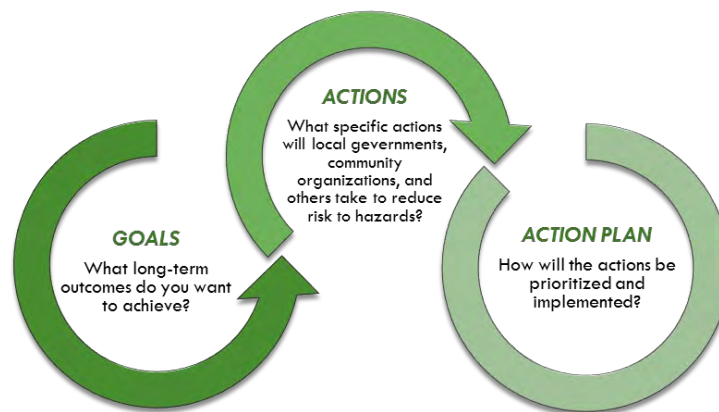 GOALS
What long-term
outcomes do you want
to achieve?
ACTIONS
What specific actions
will local gevernments,
community
organizations, and
others take to reduce
risk to hazards?
ACTION PLAN
How will the actions be
prioritized and
implemented?